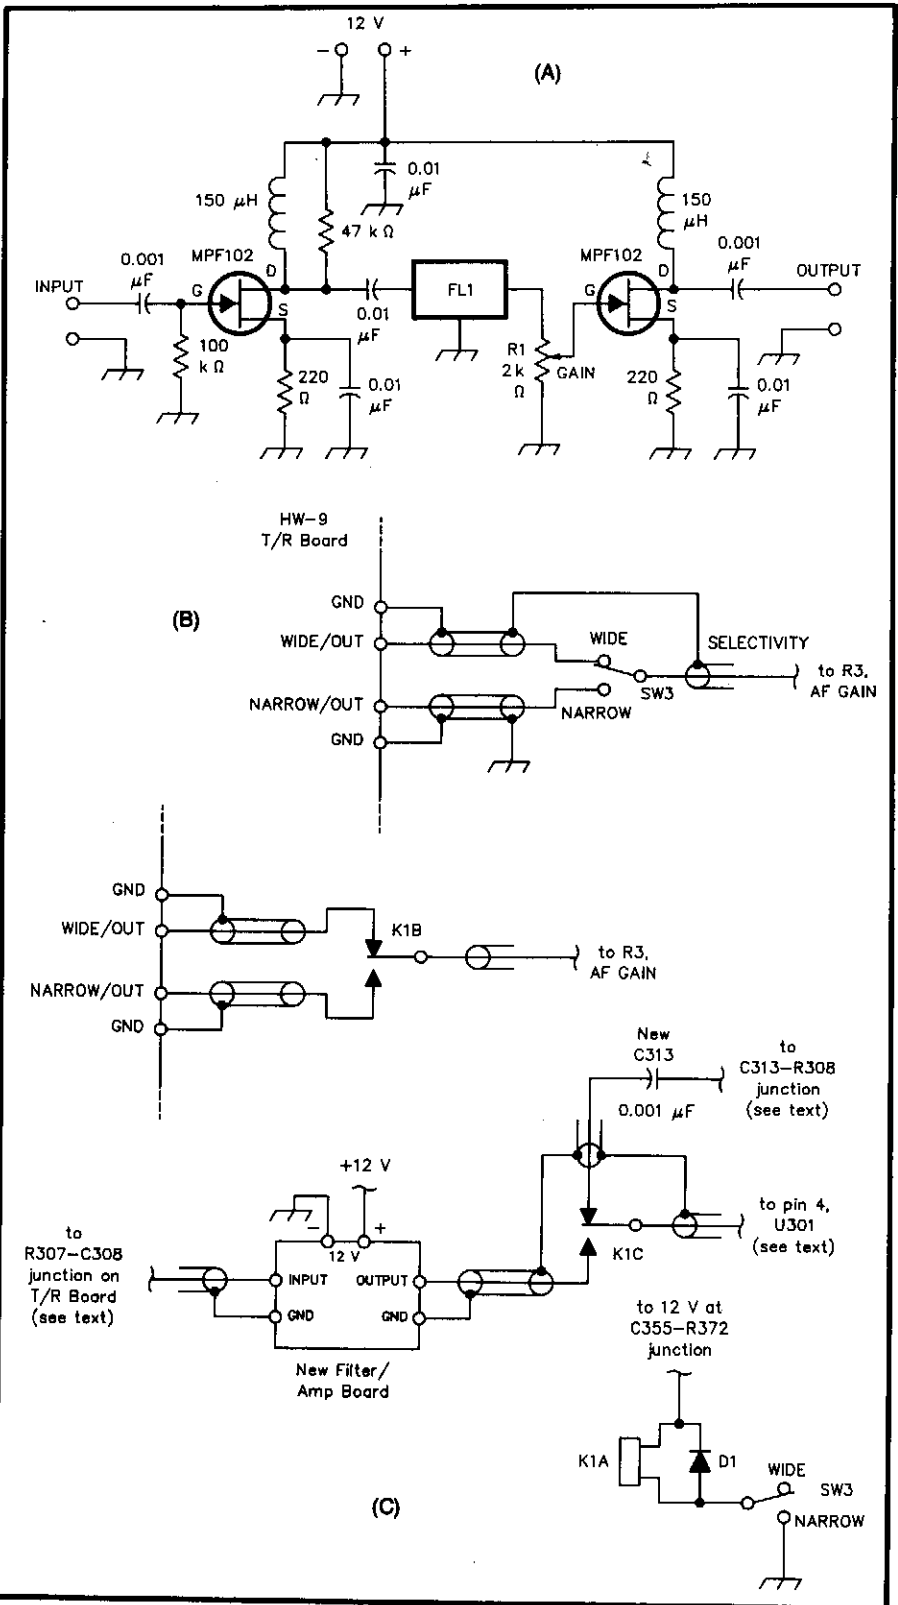 12 V
− +
(A)
0.01
μF
150 μH
47 k Ω
150
μH
0.001
μF
MPF102
D
G
S
INPUT
100
k Ω
220
Ω
0.01
μF
0.01
μF
FL1
R1
2 k
Ω
GAIN
MPF102
D
G
S
0.001
μF
OUTPUT
220
Ω
0.01
μF
HW-9
T/R Board
(B)
GND
WIDE/OUT
NARROW/OUT
GND
WIDE
NARROW
SW3
SELECTIVITY
to R3,
AF GAIN
GND
WIDE/OUT
NARROW/OUT
GND
K1B
to R3,
AF GAIN
New
C313
0.001 μF
to
C313-R308
junction
(see text)
+12 V
− +
12 V
to
R307-C308
junction on
T/R Board
(see text)
INPUT
GND
OUTPUT
GND
New Filter/
Amp Board
K1C
to pin 4,
U301
(see text)
to 12 V at
C355-R372
junction
K1A
D1
WIDE
SW3
NARROW
(C)